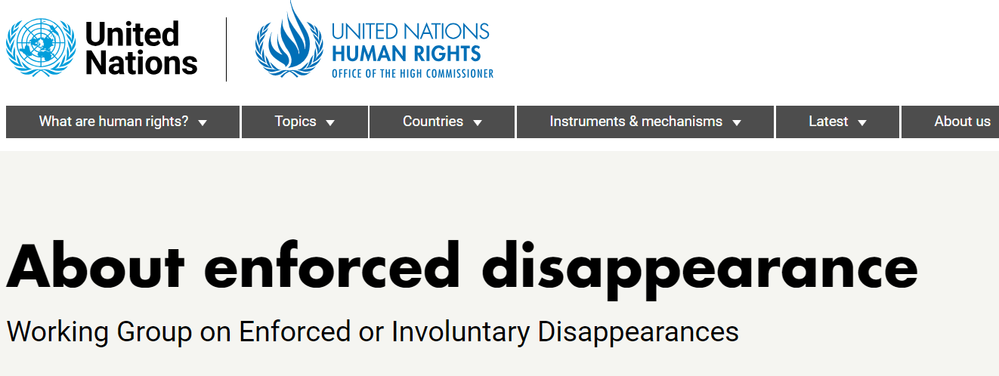 United
Nations
UNITED NATIONS
HUMAN RIGHTS
OFFICE OF THE HIGH COMMISSIONER
What are human rights?
Topics
Countries
Instruments & mechanisms
Latest
About us
About enforced disappearance
Working Group on Enforced or Involuntary Disappearances